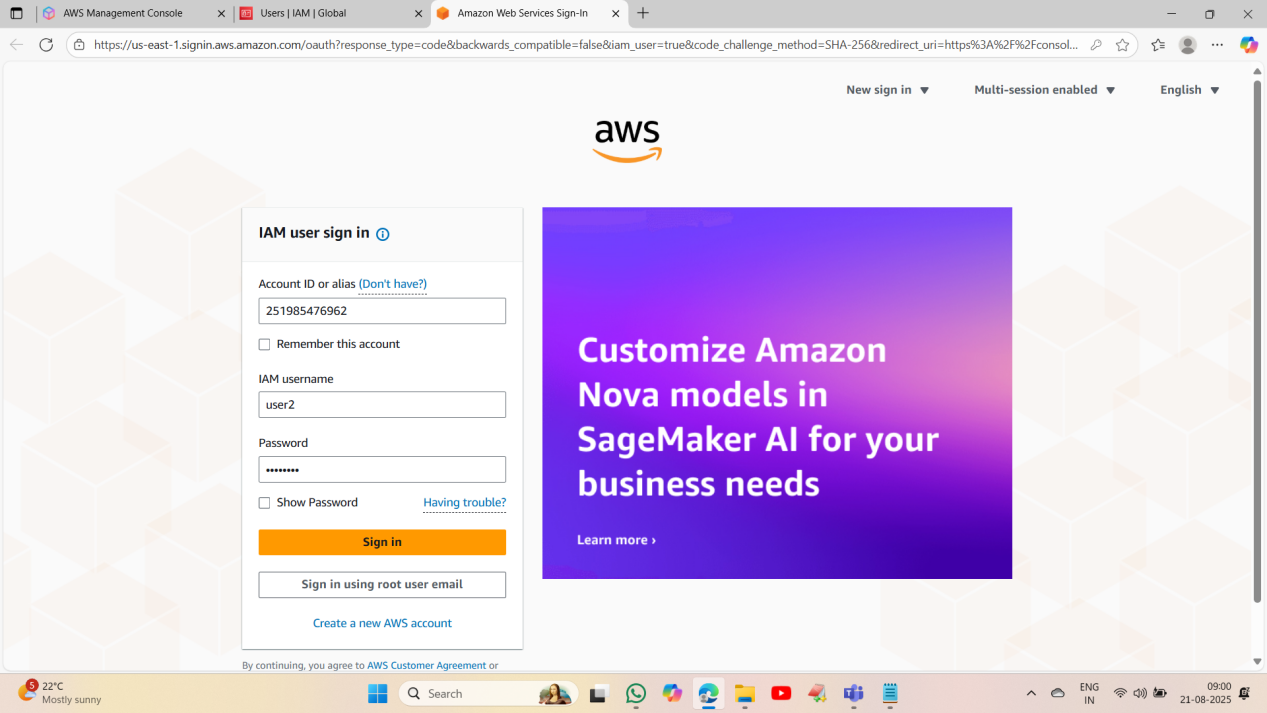 AWS Management Console
Users | IAM | Global
Amazon Web Services Sign-In
https://us-east-1.signin.aws.amazon.com/oauth?response_type=code&backwards_compatible=false&iam_user=true&code_challenge_method=SHA-256&redirect_uri=https%3A%2F%2Fconsol...
New sign in
Multi-session enabled
English
aws
IAM user sign in
Account ID or alias (Don't have?)
251985476962
Remember this account
IAM username
user2
Password
••••••••
Show Password
Having trouble?
Sign in
Sign in using root user email
Create a new AWS account
By continuing, you agree to AWS Customer Agreement or
Customize Amazon
Nova models in
SageMaker AI for your
business needs
Learn more ›
5
22°C
Mostly sunny
Search
ENG
IN
09:00
21-08-2025